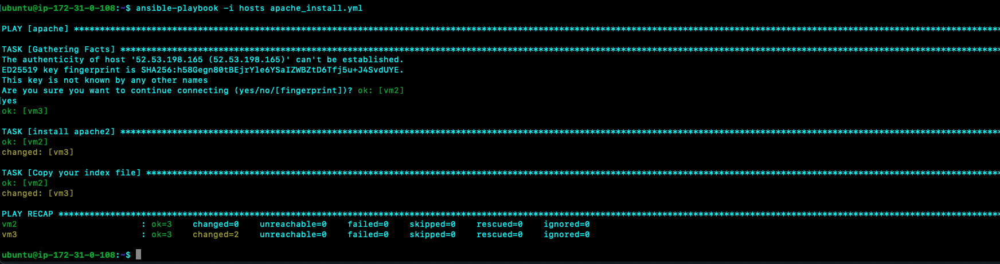 ubuntu@ip-172-31-0-108:~$ ansible-playbook -i hosts apache_install.yml
PLAY [apache] ****************************************************************************************************************************************************************************
TASK [Gathering Facts] *******************************************************************************************************************************************************************
The authenticity of host '52.53.198.165 (52.53.198.165)' can't be established.
ED25519 key fingerprint is SHA256:h58Gegn80tBEjrYle6YSaIZWBZtD6Tfj5u+J4SvdUYE.
This key is not known by any other names
Are you sure you want to continue connecting (yes/no/[fingerprint])? ok: [vm2]
yes
ok: [vm3]
TASK [install apache2] *******************************************************************************************************************************************************************
ok: [vm2]
changed: [vm3]
TASK [Copy your index file] **************************************************************************************************************************************************************
ok: [vm2]
changed: [vm3]
PLAY RECAP *******************************************************************************************************************************************************************************
vm2 : ok=3 changed=0 unreachable=0 failed=0 skipped=0 rescued=0 ignored=0
vm3 : ok=3 changed=2 unreachable=0 failed=0 skipped=0 rescued=0 ignored=0
ubuntu@ip-172-31-0-108:~$